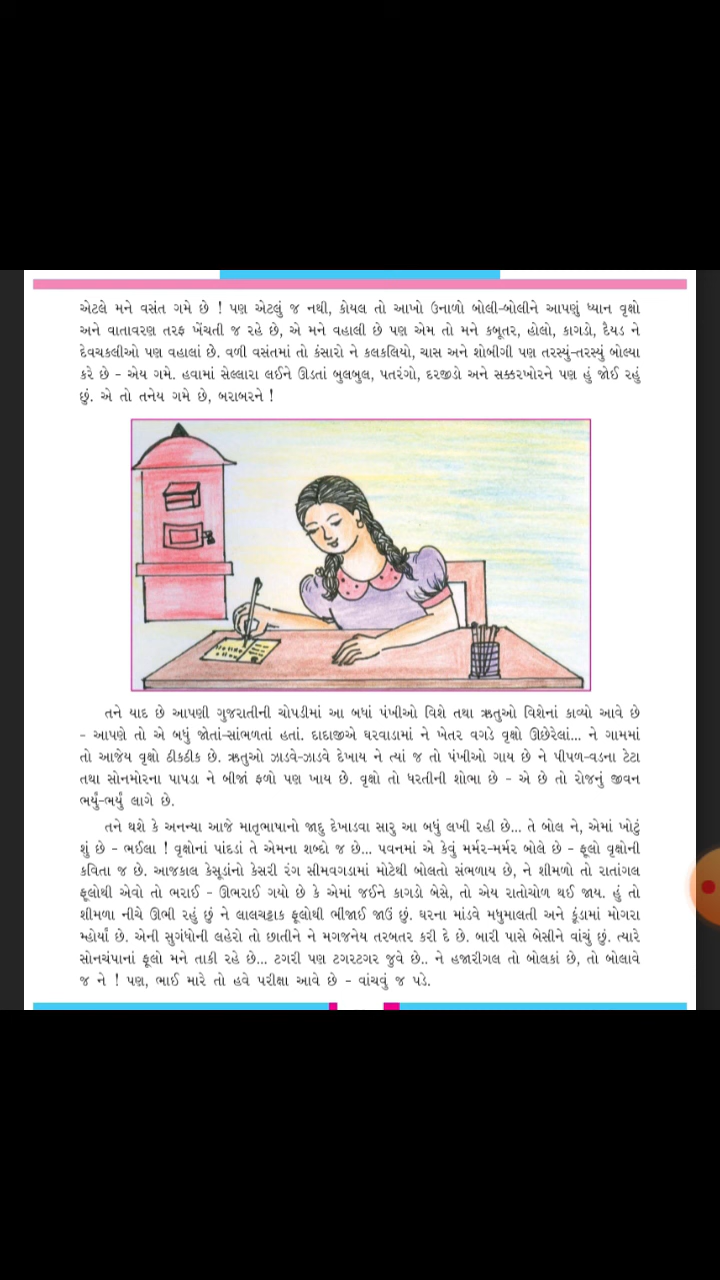 એટલે મને વસંત ગમે છે ! પણ એટલું જ નથી, કોયલ તો આખો ઉનાળો બોલી-બોલીને આપણું ધ્યાન વૃક્ષો
અને વાતાવરણ તરફ ખેંચતી જ રહે છે, એ મને વહાલી છે પણ એમ તો મને કબૂતર, હોલો, કાગડો, દૈયડ ને
દેવચકલીઓ પણ વહાલાં છે. વળી વસંતમાં તો કંસારો ને કલકલિયો, ચાસ અને શોબીગી પણ તરસ્યું-તરસ્યું બોલ્યા
કરે છે - એય ગમે. હવામાં સેલ્લારા લઈને ઊડતાં બુલબુલ, પતરંગો, દરજીડો અને સક્કરખોરને પણ હું જોઈ રહું
છું. એ તો તનેય ગમે છે, બરાબરને !
તને યાદ છે આપણી ગુજરાતીની ચોપડીમાં આ બધાં પંખીઓ વિશે તથા ઋતુઓ વિશેનાં કાવ્યો આવે છે
- આપણે તો એ બધું જોતાં-સાંભળતાં હતાં. દાદાજીએ ઘરવાડામાં ને ખેતર વગડે વૃક્ષો ઊછેરેલાં... ને ગામમાં
તો આજેય વૃક્ષો ઠીકઠીક છે. ઋતુઓ ઝાડવે-ઝાડવે દેખાય ને ત્યાં જ તો પંખીઓ ગાય છે ને પીપળ-વડના ટેટા
તથા સોનમોરના પાપડા ને બીજાં ફળો પણ ખાય છે. વૃક્ષો તો ધરતીની શોભા છે - એ છે તો રોજનું જીવન
ભર્યું-ભર્યું લાગે છે.
તને થશે કે અનન્યા આજે માતૃભાષાનો જાદુ દેખાડવા સારુ આ બધું લખી રહી છે... તે બોલ ને, એમાં ખોટું
શું છે - ભઈલા ! વૃક્ષોનાં પાંદડાં તે એમના શબ્દો જ છે... પવનમાં એ કેવું મર્મર-મર્મર બોલે છે - ફૂલો વૃક્ષોની
કવિતા જ છે. આજકાલ કેસૂડાંનો કેસરી રંગ સીમવગડામાં મોટેથી બોલતો સંભળાય છે, ને શીમળો તો રાતાંગલ
ફૂલોથી એવો તો ભરાઈ - ઊભરાઈ ગયો છે કે એમાં જઈને કાગડો બેસે, તો એય રાતોચોળ થઈ જાય. હું તો
શીમળા નીચે ઊભી રહું છું ને લાલચટ્ટાક ફૂલોથી ભીંજાઈ જાઉં છું. ઘરના માંડવે મધુમાલતી અને કૂંડામાં મોગરા
મ્હોર્યાં છે. એની સુગંધોની લહેરો તો છાતીને ને મગજનેય તરબતર કરી દે છે. બારી પાસે બેસીને વાંચું છું. ત્યારે
સોનચંપાનાં ફૂલો મને તાકી રહે છે... ટગરી પણ ટગરટગર જુવે છે.. ને હજારીગલ તો બોલકાં છે, તો બોલાવે
જ ને ! પણ, ભાઈ મારે તો હવે પરીક્ષા આવે છે - વાંચવું જ પડે.